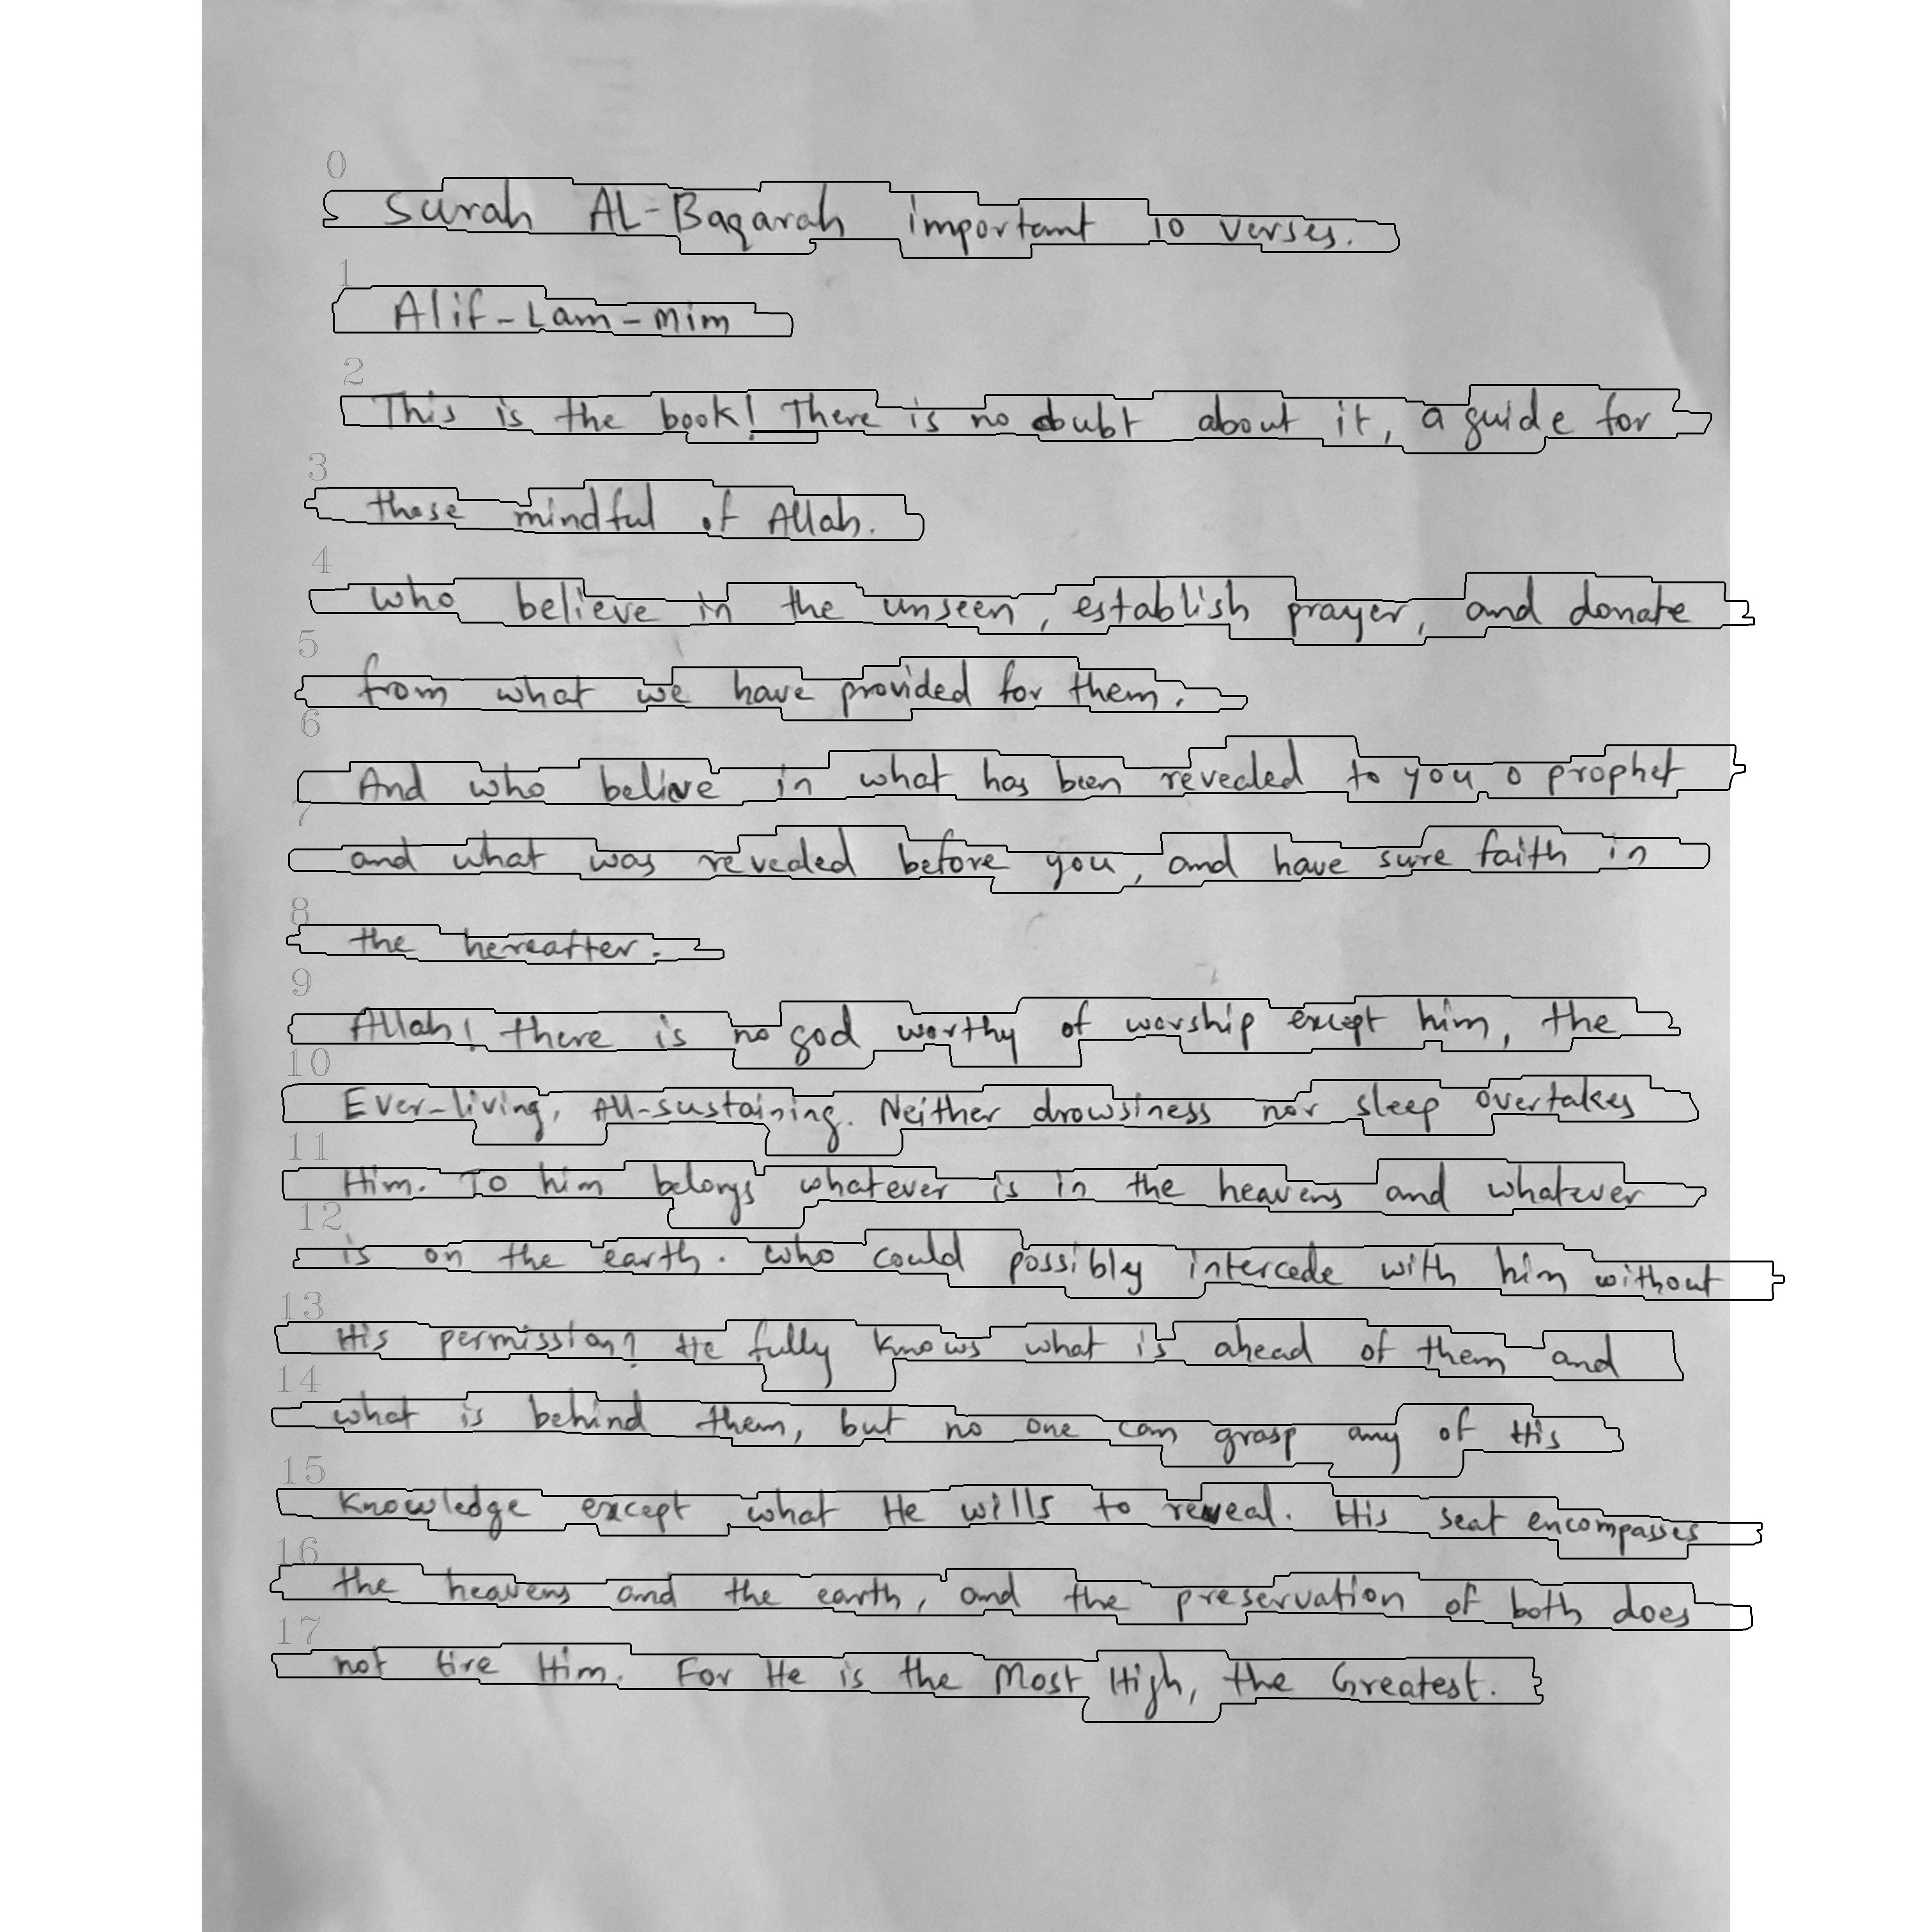 0
Surah AL-Baqarah important 10 verses.
1
Alif-Lam-mim
2
This is the book! There is no doubt about it, a guide for
3
those mindful of Allah.
4
who believe in the unseen, establish prayer, and donate
5
from what we have provided for them.
6
And who believe in what has been revealed to you o prophet
7
and what was revealed before you, and have sure faith in
8
the hereafter.
9
Allah! there is no god worthy of worship except him, the
10
Ever-living, All-sustaining. Neither drowsiness nor sleep overtakes
11
Him. To him belongs whatever is in the heavens and whatever
12
is on the earth. who could possibly intercede with him without
13
His permission? He fully knows what is ahead of them and
14
what is behind them, but no one can grasp any of His
15
Knowledge except what He wills to reveal. His seat encompasses
16
the heavens and the earth, and the preservation of both does
17
not tire Him. For He is the Most High, the Greatest.